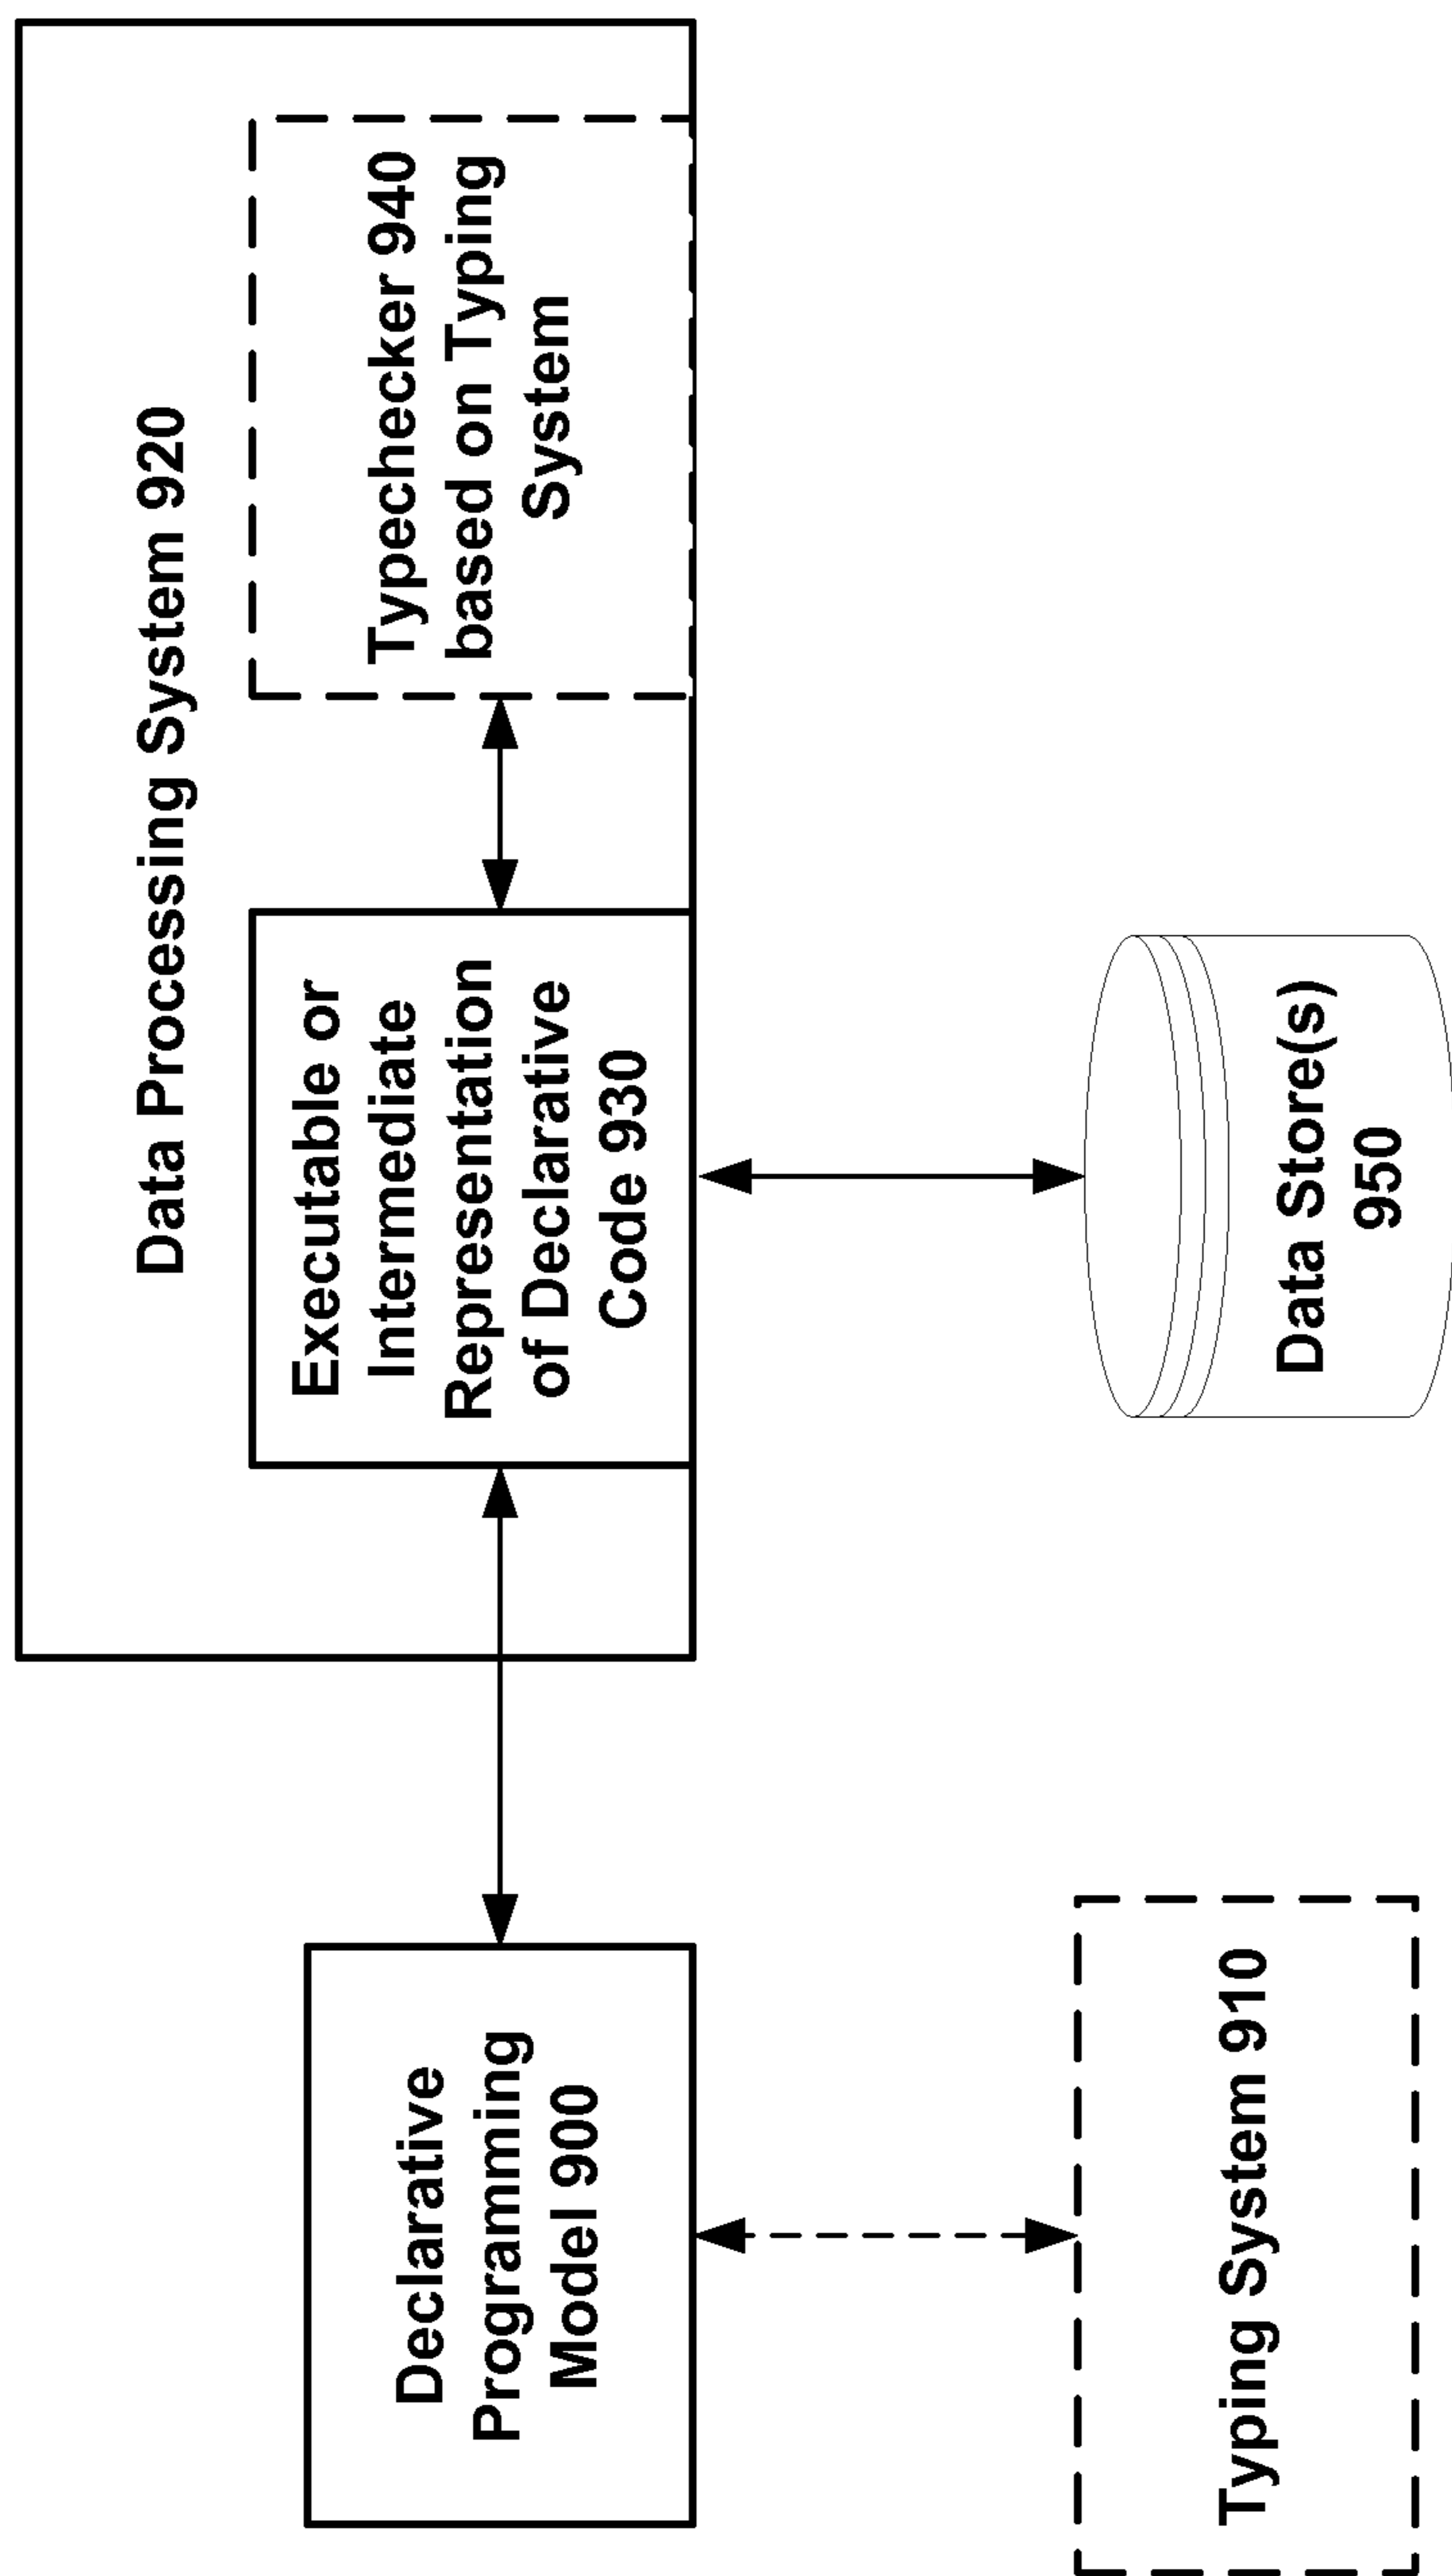 Data Processing System 920
Declarative
Programming
Model 900
Executable or
Intermediate
Representation
of Declarative
Code 930
Typechecker 940
based on Typing
System
Typing System 910
Data Store(s)
950